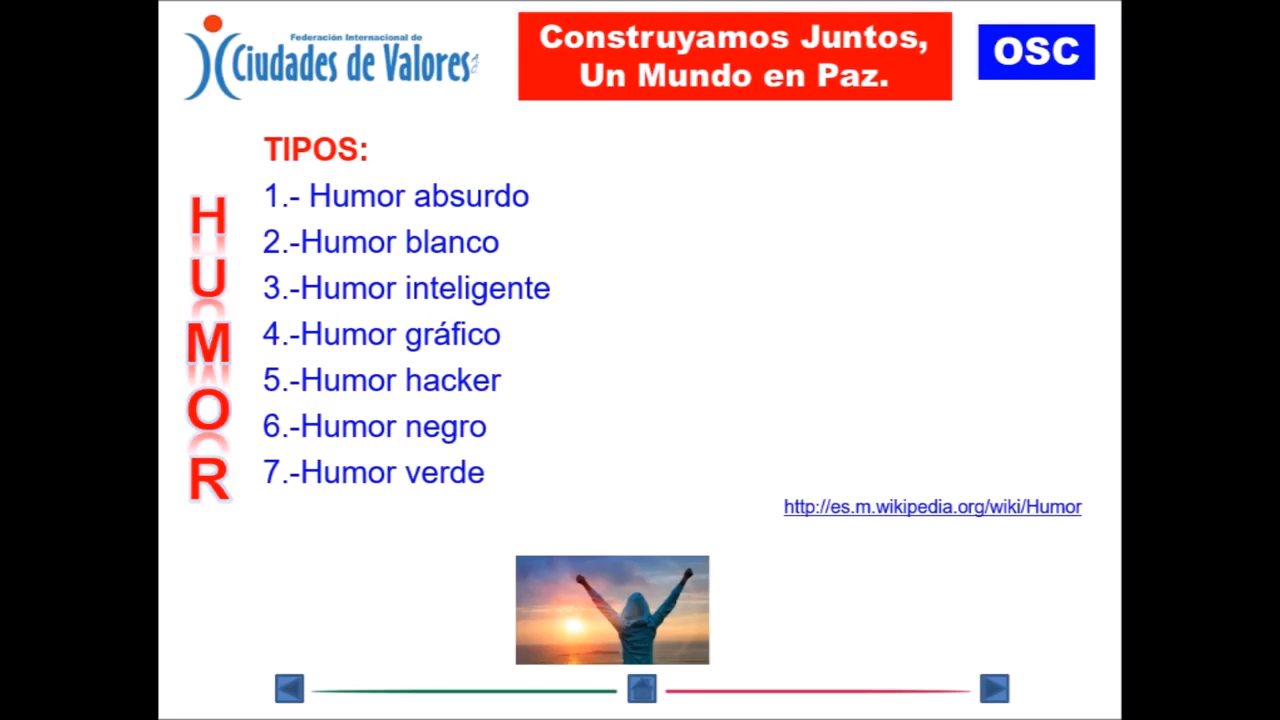 Federación Internacional de
Ciudades de Valores
Construyamos Juntos,
Un Mundo en Paz.
OSC
TIPOS:
1.- Humor absurdo
2.-Humor blanco
3.-Humor inteligente
4.-Humor gráfico
5.-Humor hacker
6.-Humor negro
7.-Humor verde
HUMOR
http://es.m.wikipedia.org/wiki/Humor